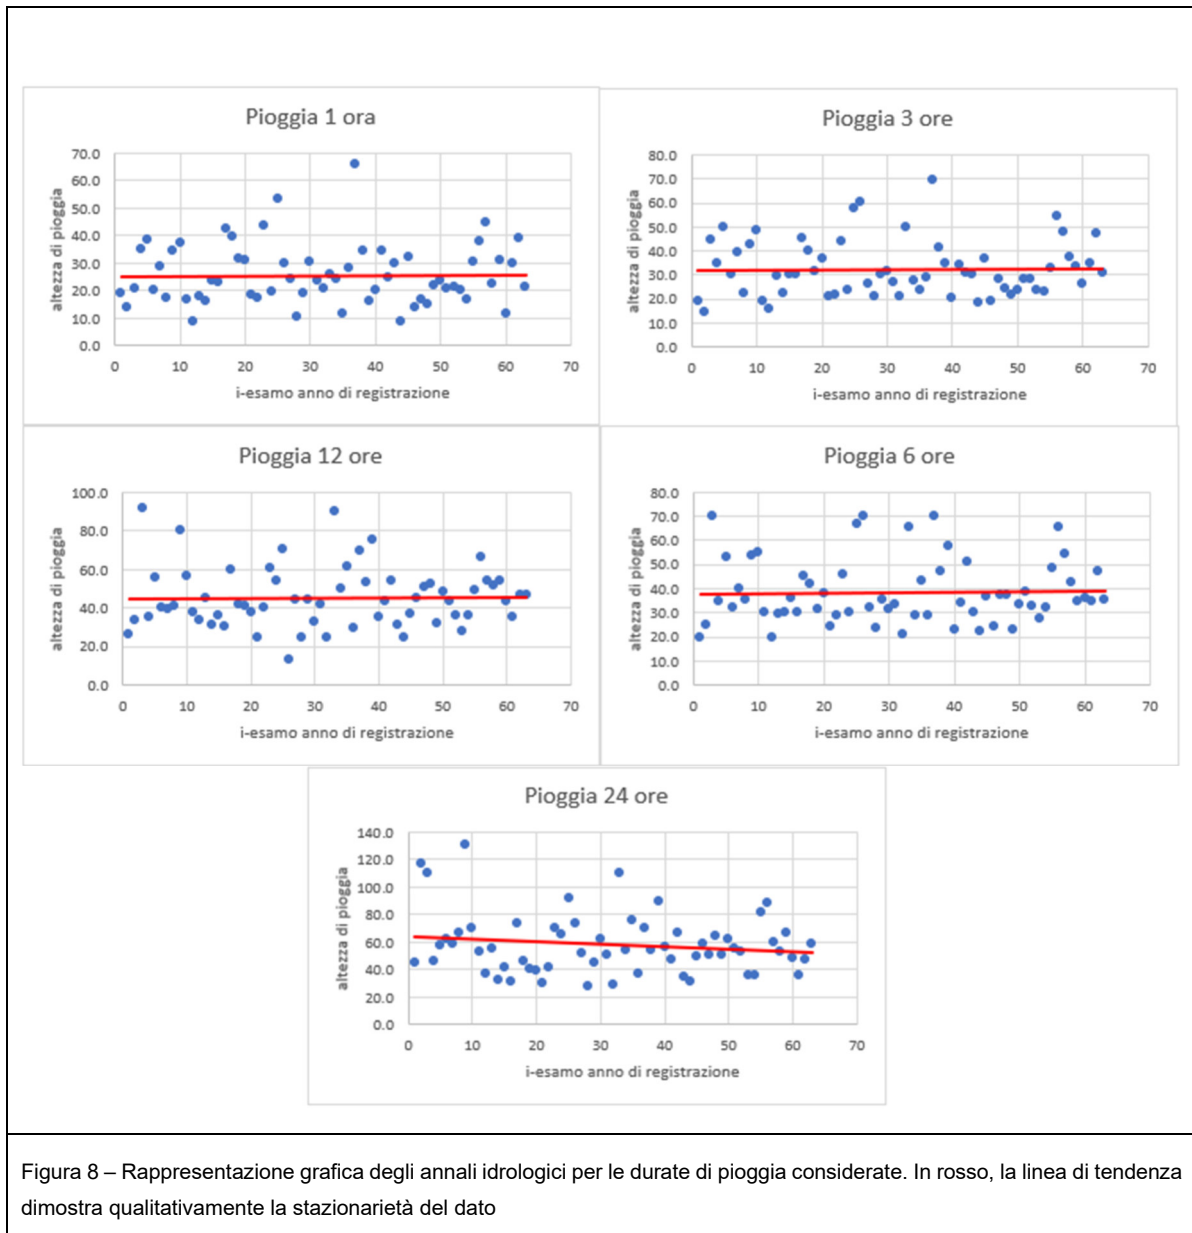 Pioggia 1 ora
altezza di pioggia
70.0
60.0
50.0
40.0
30.0
20.0
10.0
0.0
0 10 20 30 40 50 60 70
i-esamo anno di registrazione
Pioggia 3 ore
altezza di pioggia
80.0
70.0
60.0
50.0
40.0
30.0
20.0
10.0
0.0
0 10 20 30 40 50 60 70
i-esamo anno di registrazione
Pioggia 12 ore
altezza di pioggia
100.0
80.0
60.0
40.0
20.0
0.0
0 10 20 30 40 50 60 70
i-esamo anno di registrazione
Pioggia 6 ore
altezza di pioggia
80.0
70.0
60.0
50.0
40.0
30.0
20.0
10.0
0.0
0 10 20 30 40 50 60 70
i-esamo anno di registrazione
Pioggia 24 ore
altezza di pioggia
140.0
120.0
100.0
80.0
60.0
40.0
20.0
0.0
0 10 20 30 40 50 60 70
i-esamo anno di registrazione
Figura 8 – Rappresentazione grafica degli annali idrologici per le durate di pioggia considerate. In rosso, la linea di tendenza
dimostra qualitativamente la stazionarietà del dato